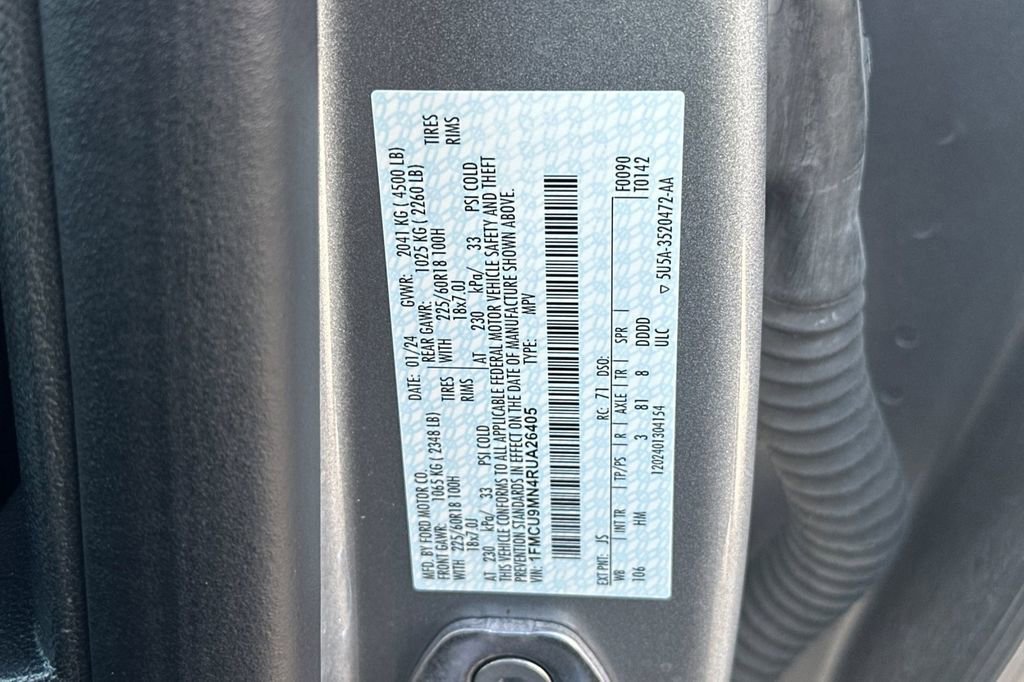 MFD. BY FORD MOTOR CO. DATE: 01/24 GVWR: 2041 KG ( 4500 LB)
FRONT GAWR: 1065 KG ( 2348 LB) REAR GAWR: 1025 KG ( 2260 LB)
WITH 225/60R18 100H TIRES WITH 225/60R18 100H TIRES
18x7.0J RIMS 18x7.0J RIMS
AT 230 kPa/ 33 PSI COLD AT 230 kPa/ 33 PSI COLD
THIS VEHICLE CONFORMS TO ALL APPLICABLE FEDERAL MOTOR VEHICLE SAFETY AND THEFT
PREVENTION STANDARDS IN EFFECT ON THE DATE OF MANUFACTURE SHOWN ABOVE.
VIN: 1FMCU9MN4RUA26405 TYPE: MPV
EXT PNT: JS RC: 71 DSO: F0090
WB INT TR TP/PS R AXLE TR SPR T0142
106 HM 3 81 8 DDDD
1202401304154 ULC ▽ 5U5A-3520472-AA